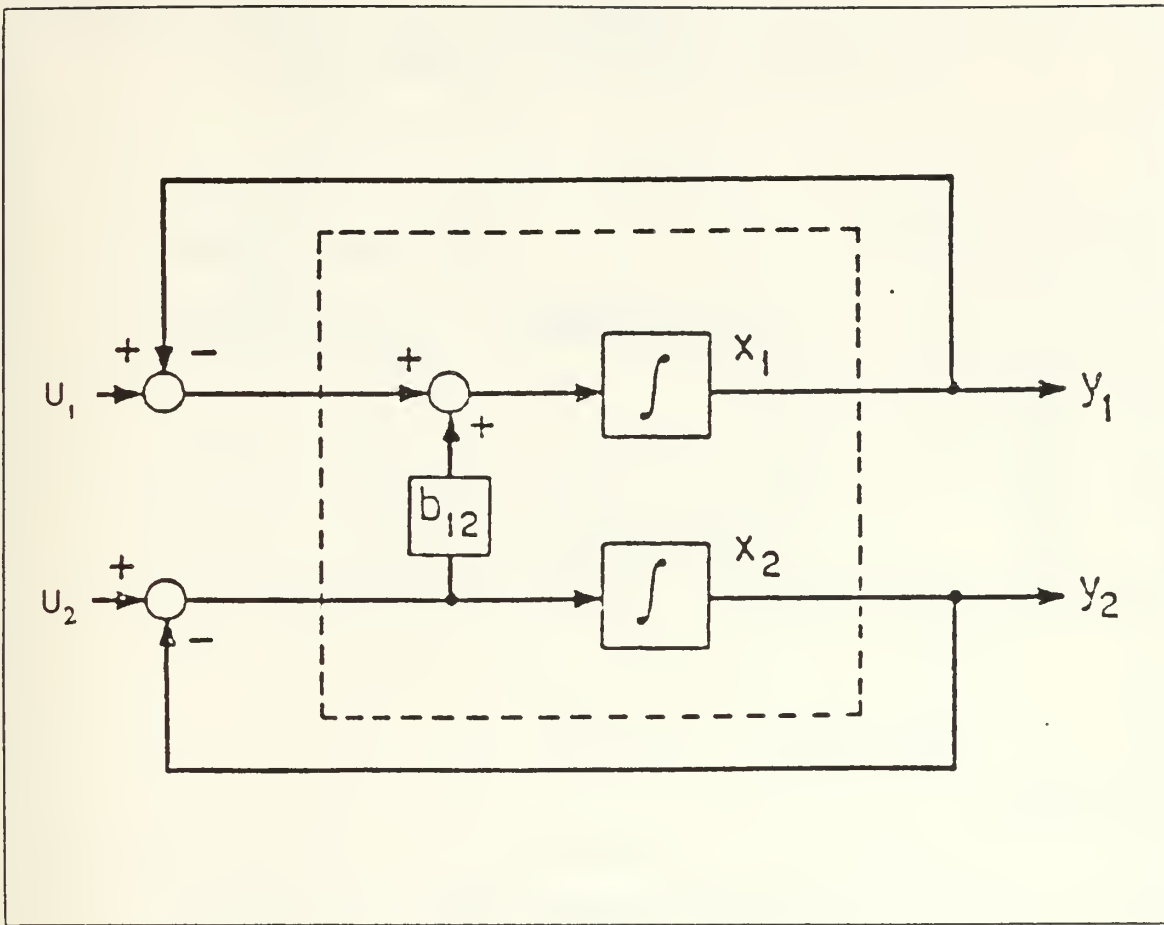 + −
+
∫
x₁
u₁
y₁
+
b₁₂
+
∫
x₂
u₂
y₂
−